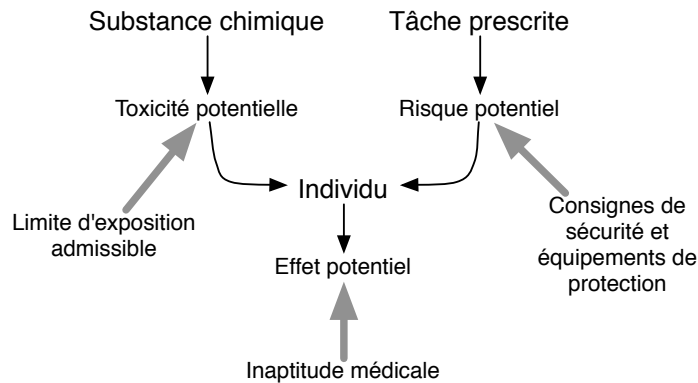 Substance chimique
Tâche prescrite
Toxicité potentielle
Risque potentiel
Individu
Limite d'exposition
admissible
Consignes de
sécurité et
équipements de
protection
Effet potentiel
Inaptitude médicale